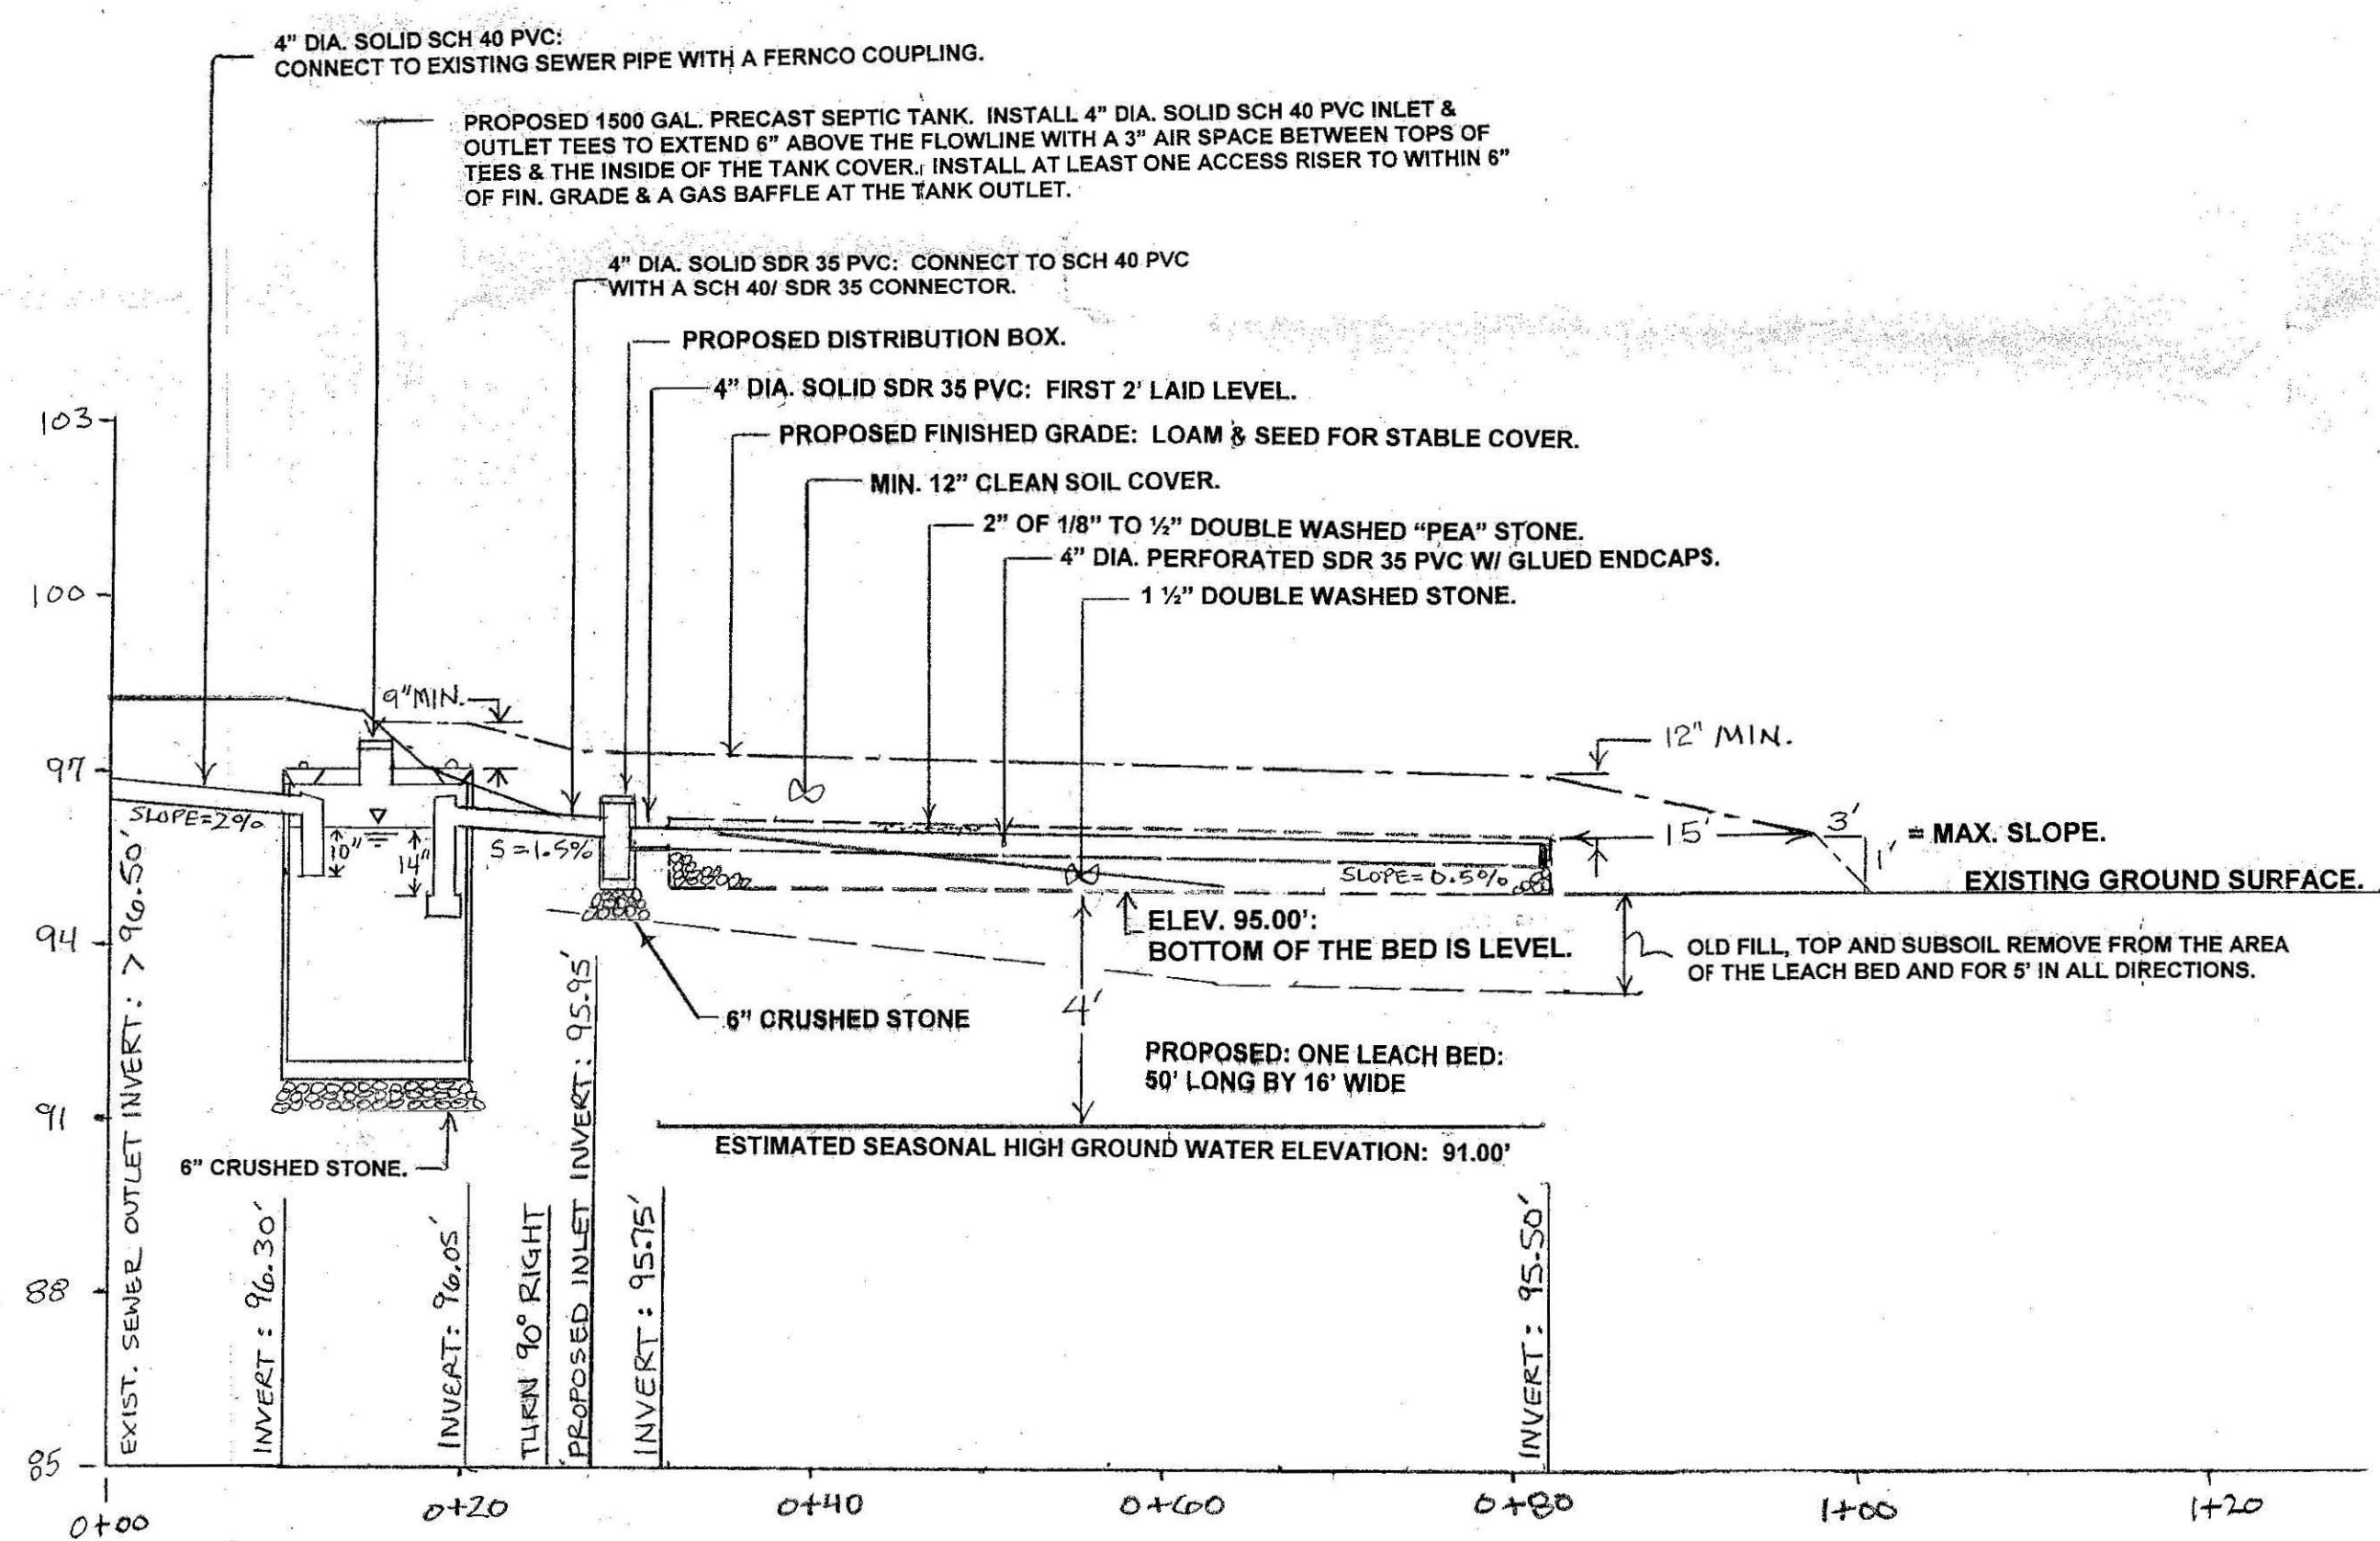 4" DIA. SOLID SCH 40 PVC:
CONNECT TO EXISTING SEWER PIPE WITH A FERNCO COUPLING.
PROPOSED 1500 GAL. PRECAST SEPTIC TANK. INSTALL 4" DIA. SOLID SCH 40 PVC INLET &
OUTLET TEES TO EXTEND 6" ABOVE THE FLOWLINE WITH A 3" AIR SPACE BETWEEN TOPS OF
TEES & THE INSIDE OF THE TANK COVER. INSTALL AT LEAST ONE ACCESS RISER TO WITHIN 6"
OF FIN. GRADE & A GAS BAFFLE AT THE TANK OUTLET.
4" DIA. SOLID SDR 35 PVC: CONNECT TO SCH 40 PVC
WITH A SCH 40/ SDR 35 CONNECTOR.
PROPOSED DISTRIBUTION BOX.
4" DIA. SOLID SDR 35 PVC: FIRST 2' LAID LEVEL.
PROPOSED FINISHED GRADE: LOAM & SEED FOR STABLE COVER.
MIN. 12" CLEAN SOIL COVER.
2" OF 1/8" TO ½" DOUBLE WASHED "PEA" STONE.
4" DIA. PERFORATED SDR 35 PVC W/ GLUED ENDCAPS.
1 ½" DOUBLE WASHED STONE.
103
100
97
94
91
88
85
9" MIN.
12" MIN.
SLOPE=2%
10"
14"
S=1.5%
SLOPE=0.5%
15'
3'
1'
= MAX. SLOPE.
EXISTING GROUND SURFACE.
ELEV. 95.00':
BOTTOM OF THE BED IS LEVEL.
OLD FILL, TOP AND SUBSOIL REMOVE FROM THE AREA
OF THE LEACH BED AND FOR 5' IN ALL DIRECTIONS.
6" CRUSHED STONE
4'
PROPOSED: ONE LEACH BED:
50' LONG BY 16' WIDE
ESTIMATED SEASONAL HIGH GROUND WATER ELEVATION: 91.00'
6" CRUSHED STONE.
EXIST. SEWER OUTLET INVERT: > 96.50'
INVERT: 96.30'
INVERT: 96.05'
TURN 90° RIGHT
PROPOSED INLET INVERT: 95.95'
INVERT: 95.75'
INVERT: 95.50'
0+00
0+20
0+40
0+60
0+80
1+00
1+20